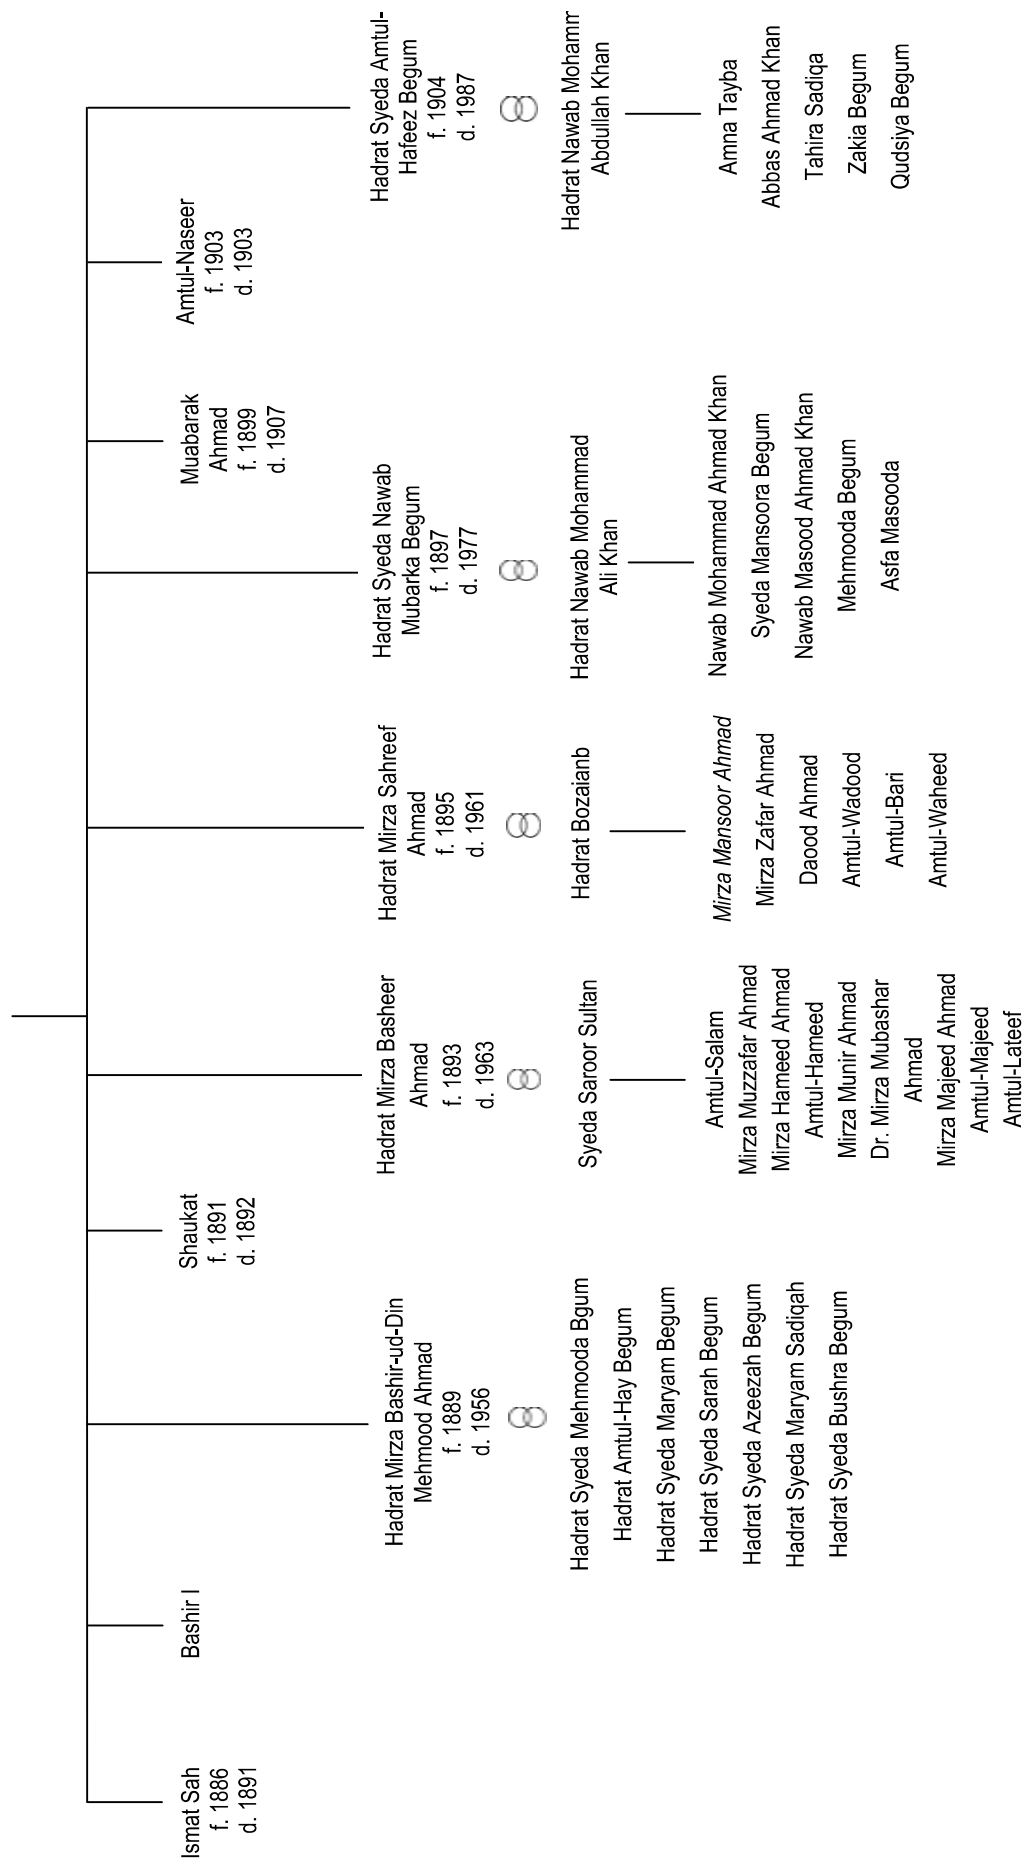 Ismat Sah
f. 1886
d. 1891
Bashir I
Hadrat Mirza Bashir-ud-Din
Mehmood Ahmad
f. 1889
d. 1956
Hadrat Syeda Mehmooda Bgum
Hadrat Amtul-Hay Begum
Hadrat Syeda Maryam Begum
Hadrat Syeda Sarah Begum
Hadrat Syeda Azeezah Begum
Hadrat Syeda Maryam Sadiqah
Hadrat Syeda Bushra Begum
Shaukat
f. 1891
d. 1892
Hadrat Mirza Basheer
Ahmad
f. 1893
d. 1963
Syeda Saroor Sultan
Amtul-Salam
Mirza Muzzafar Ahmad
Mirza Hameed Ahmad
Amtul-Hameed
Mirza Munir Ahmad
Dr. Mirza Mubashar
Ahmad
Mirza Majeed Ahmad
Amtul-Majeed
Amtul-Lateef
Hadrat Mirza Sahreef
Ahmad
f. 1895
d. 1961
Hadrat Bozaianb
Mirza Mansoor Ahmad
Mirza Zafar Ahmad
Daood Ahmad
Amtul-Wadood
Amtul-Bari
Amtul-Waheed
Hadrat Syeda Nawab
Mubarka Begum
f. 1897
d. 1977
Hadrat Nawab Mohammad
Ali Khan
Nawab Mohammad Ahmad Khan
Syeda Mansoora Begum
Nawab Masood Ahmad Khan
Mehmooda Begum
Asfa Masooda
Muabarak
Ahmad
f. 1899
d. 1907
Amtul-Naseer
f. 1903
d. 1903
Hadrat Syeda Amtul-
Hafeez Begum
f. 1904
d. 1987
Hadrat Nawab Mohamm
Abdullah Khan
Amna Tayba
Abbas Ahmad Khan
Tahira Sadiqa
Zakia Begum
Qudsiya Begum